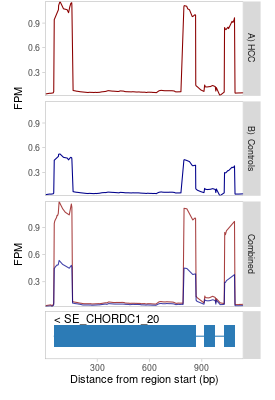 0.9
0.6
0.3
FPM
A) HCC
0.9
0.6
0.3
B) Controls
0.9
0.6
0.3
FPM
Combined
< SE_CHORDC1_20
300 600 900
Distance from region start (bp)